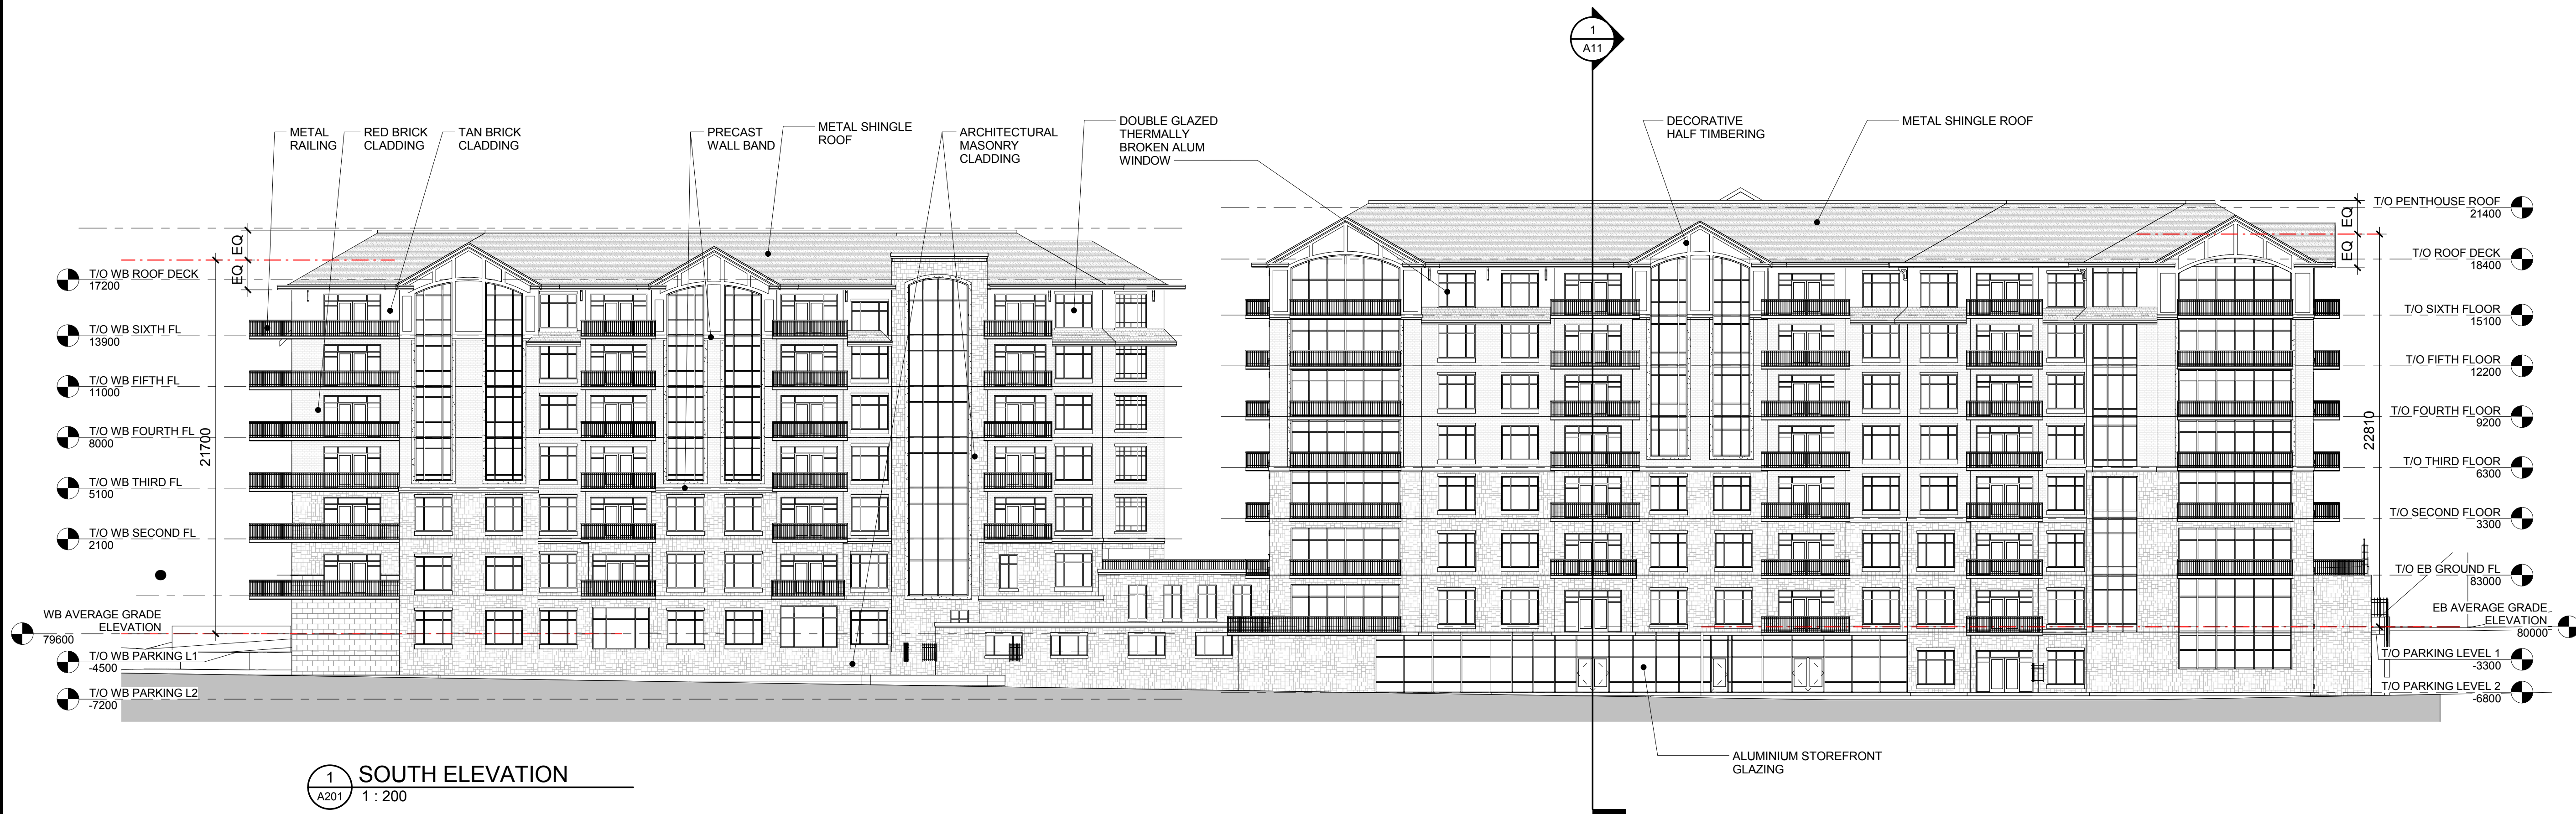 1
A11
METAL
RAILING
RED BRICK
CLADDING
TAN BRICK
CLADDING
PRECAST
WALL BAND
METAL SHINGLE
ROOF
ARCHITECTURAL
MASONRY
CLADDING
DOUBLE GLAZED
THERMALLY
BROKEN ALUM
WINDOW
DECORATIVE
HALF TIMBERING
METAL SHINGLE ROOF
EQ
EQ
T/O WB ROOF DECK
17200
T/O WB SIXTH FL
13900
T/O WB FIFTH FL
11000
T/O WB FOURTH FL
8000
21700
T/O WB THIRD FL
5100
T/O WB SECOND FL
2100
WB AVERAGE GRADE
ELEVATION
79600
T/O WB PARKING L1
-4500
T/O WB PARKING L2
-7200
T/O PENTHOUSE ROOF
21400
EQ
EQ
T/O ROOF DECK
18400
T/O SIXTH FLOOR
15100
T/O FIFTH FLOOR
12200
T/O FOURTH FLOOR
9200
22810
T/O THIRD FLOOR
6300
T/O SECOND FLOOR
3300
T/O EB GROUND FL
83000
EB AVERAGE GRADE
ELEVATION
80000
T/O PARKING LEVEL 1
-3300
T/O PARKING LEVEL 2
-6800
ALUMINIUM STOREFRONT
GLAZING
1
A201
SOUTH ELEVATION
1 : 200